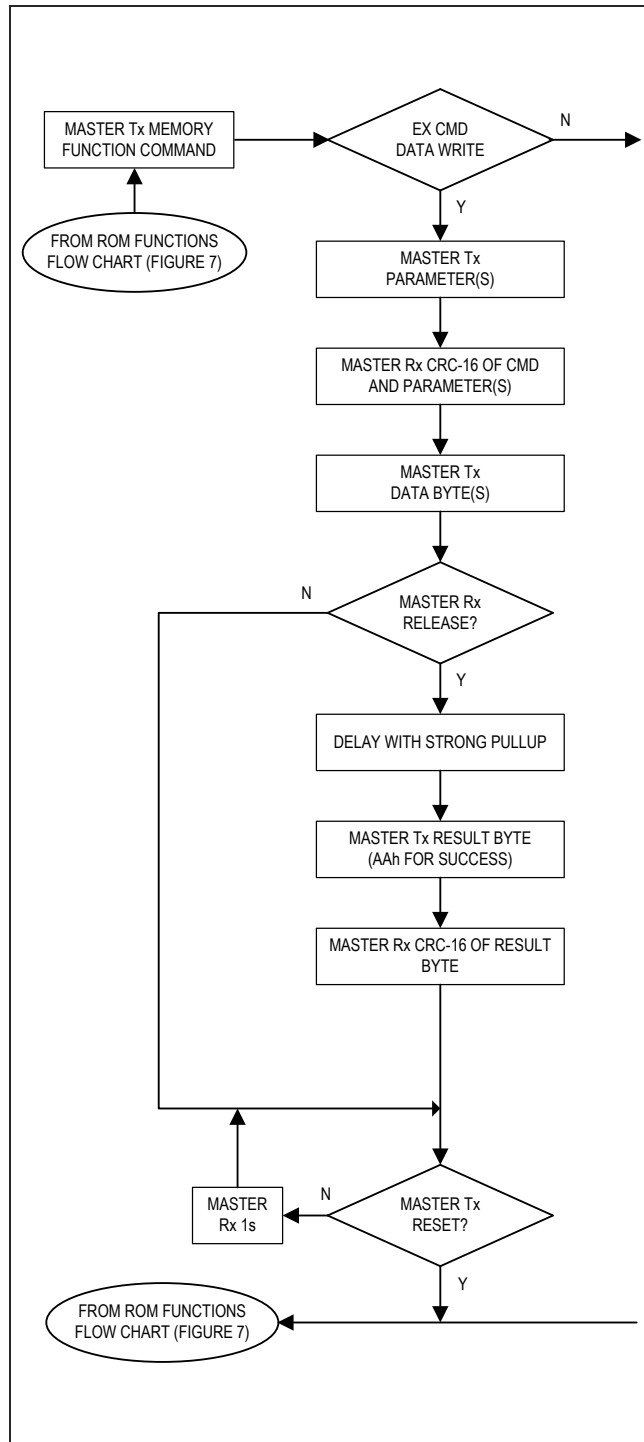 MASTER Tx MEMORY
FUNCTION COMMAND
EX CMD
DATA WRITE
N
Y
FROM ROM FUNCTIONS
FLOW CHART (FIGURE 7)
MASTER Tx
PARAMETER(S)
MASTER Rx CRC-16 OF CMD
AND PARAMETER(S)
MASTER Tx
DATA BYTE(S)
N
MASTER Rx
RELEASE?
Y
DELAY WITH STRONG PULLUP
MASTER Tx RESULT BYTE
(AAh FOR SUCCESS)
MASTER Rx CRC-16 OF RESULT
BYTE
MASTER
Rx 1s
N
MASTER Tx
RESET?
Y
FROM ROM FUNCTIONS
FLOW CHART (FIGURE 7)